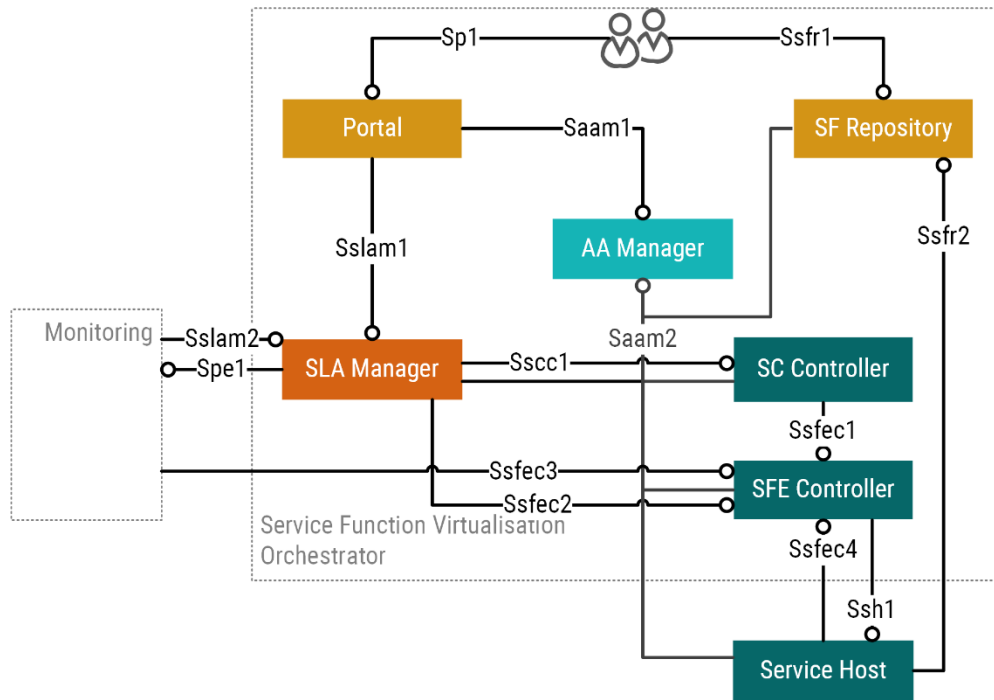 Sp1
Ssfr1
Portal
Saam1
SF Repository
Sslam1
AA Manager
Ssfr2
Monitoring
Sslam2
Saam2
Spe1
SLA Manager
Sscc1
SC Controller
Ssfec1
Ssfec3
SFE Controller
Ssfec2
Service Function Virtualisation
Orchestrator
Ssfec4
Ssh1
Service Host